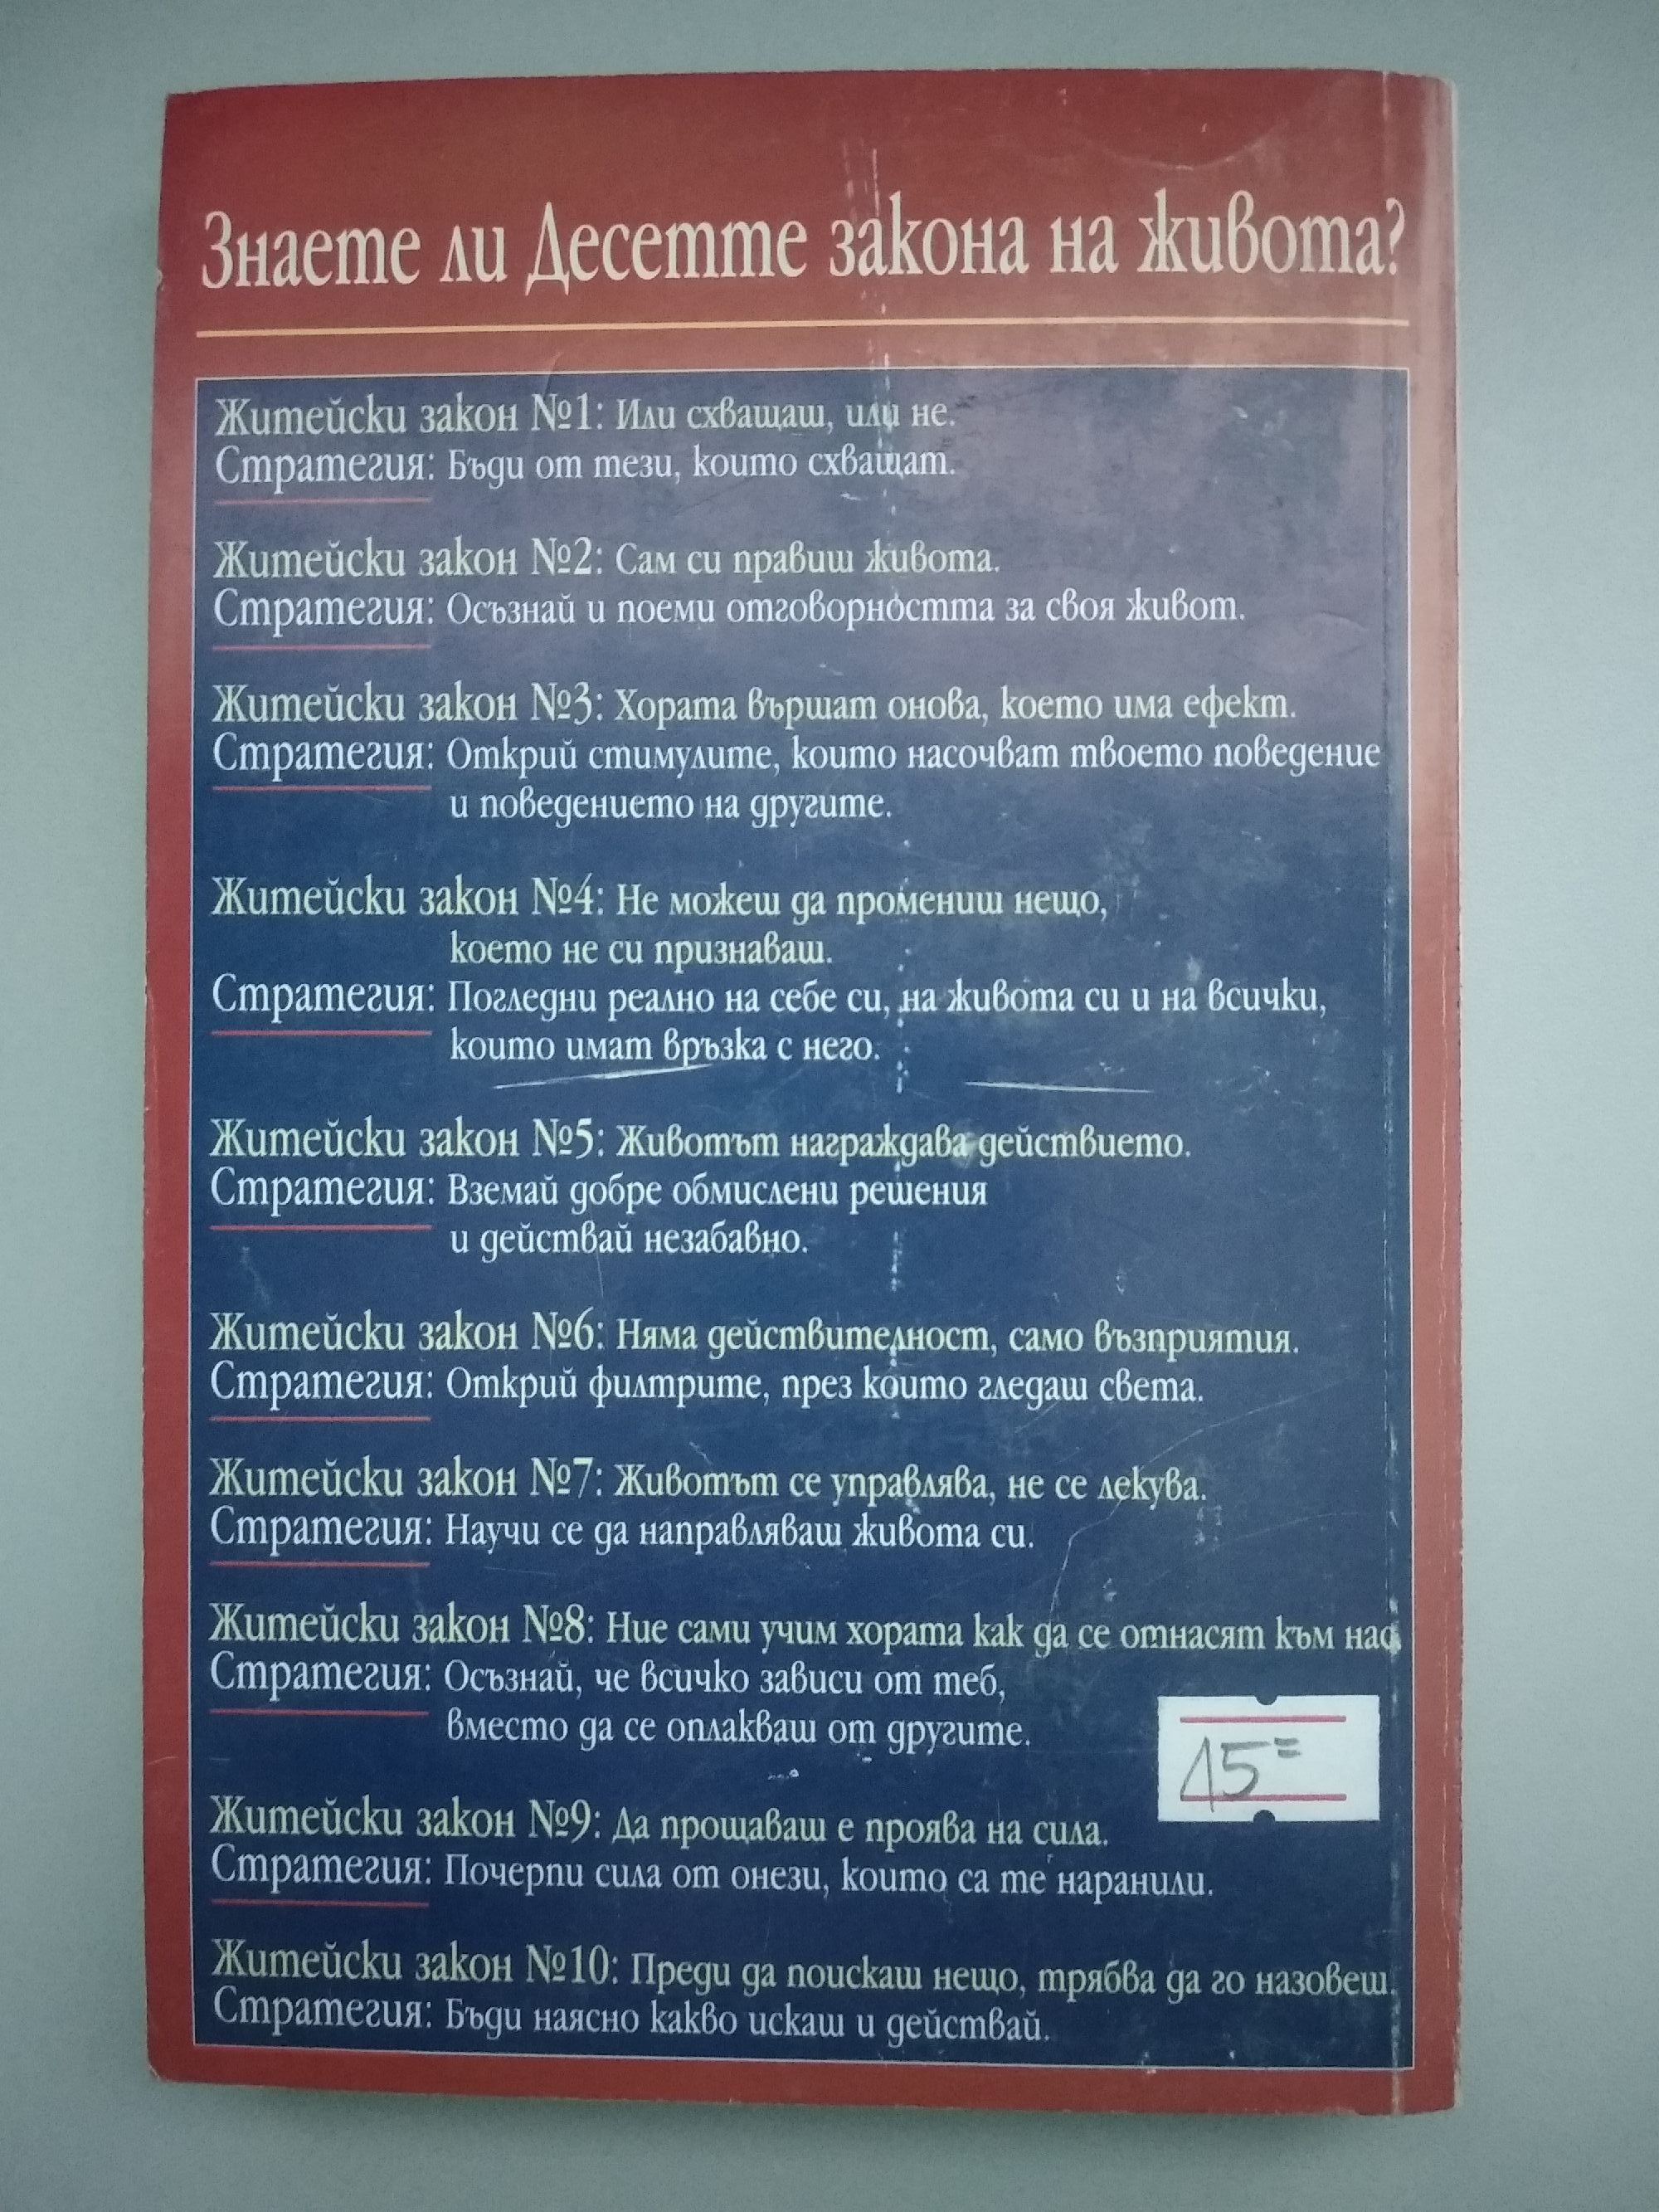 Знаете ли Десетте закона на живота?
Житейски закон №1: Или схващаш, или не.
Стратегия: Бъди от тези, които схващат.
Житейски закон №2: Сам си правиш живота.
Стратегия: Осъзнай и поеми отговорността за своя живот.
Житейски закон №3: Хората вършат онова, което има ефект.
Стратегия: Открий стимулите, които насочват твоето поведение
и поведението на другите.
Житейски закон №4: Не можеш да промениш нещо,
което не си признаваш.
Стратегия: Погледни реално на себе си, на живота си и на всички,
които имат връзка с него.
Житейски закон №5: Животът награждава действието.
Стратегия: Вземай добре обмислени решения
и действай незабавно.
Житейски закон №6: Няма действителност, само възприятия.
Стратегия: Открий филтрите, през които гледаш света.
Житейски закон №7: Животът се управлява, не се лекува.
Стратегия: Научи се да направляваш живота си.
Житейски закон №8: Ние сами учим хората как да се отнасят към нас.
Стратегия: Осъзнай, че всичко зависи от теб,
вместо да се оплакваш от другите.
15=
Житейски закон №9: Да прощаваш е проява на сила.
Стратегия: Почерпи сила от онези, които са те наранили.
Житейски закон №10: Преди да поискаш нещо, трябва да го назовеш.
Стратегия: Бъди наясно какво искаш и действай.